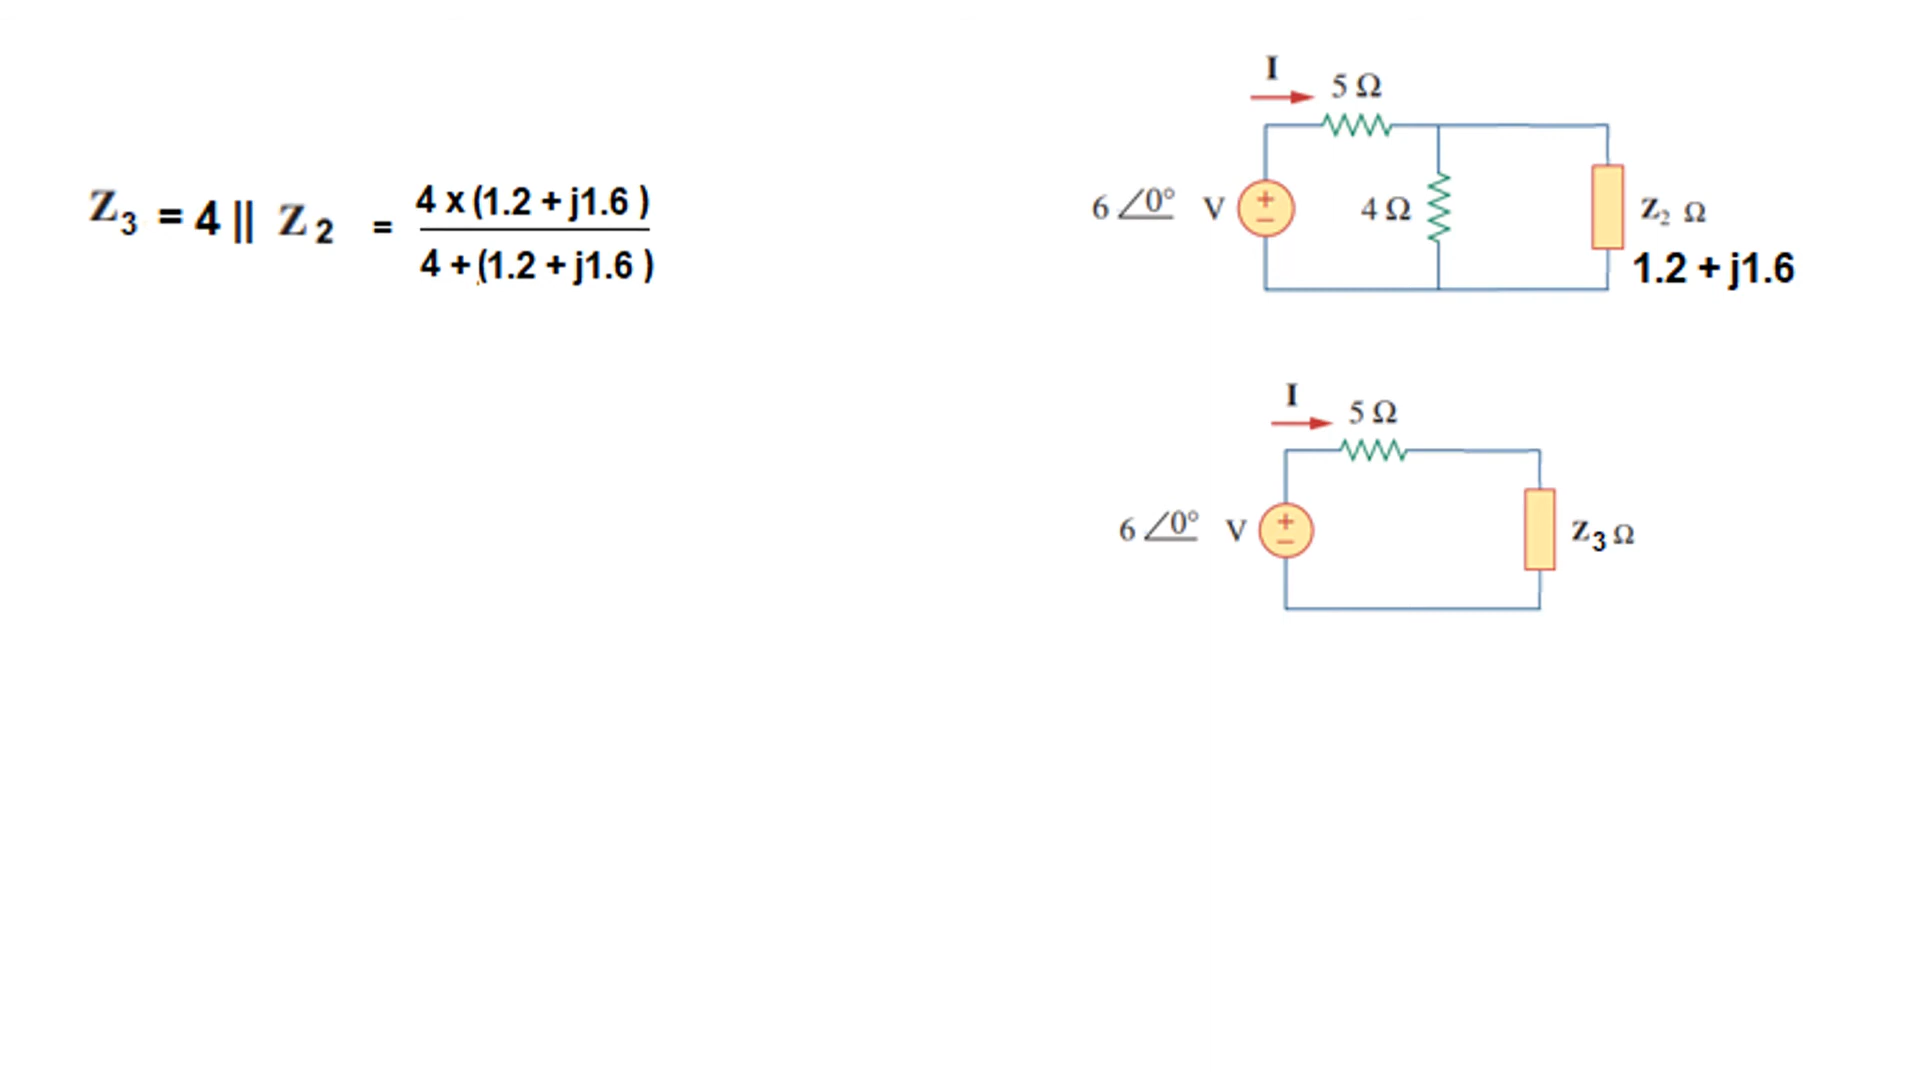 Z3 = 4 || Z2 = 4 x (1.2 + j1.6 )
4 + (1.2 + j1.6 )
I
5 Ω
6 ∠0° V
+
−
4 Ω
Z2 Ω
1.2 + j1.6
I
5 Ω
6 ∠0° V
+
−
Z3 Ω